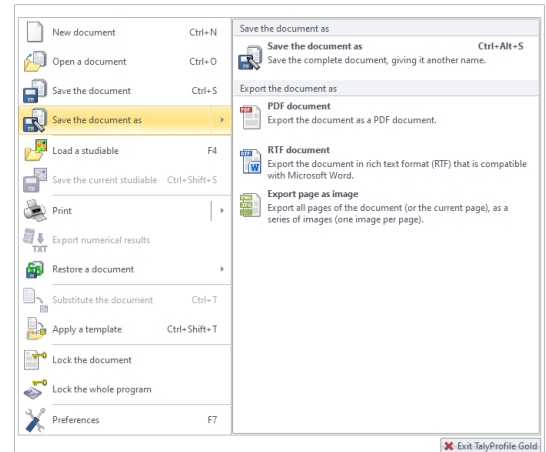 New document Ctrl+N
Open a document Ctrl+O
Save the document Ctrl+S
Save the document as
Load a studiable F4
Save the current studiable Ctrl+Shift+S
Print
Export numerical results
TXT
Restore a document
Substitute the document Ctrl+T
Apply a template Ctrl+Shift+T
Lock the document
Lock the whole program
Preferences F7
Save the document as
Save the document as Ctrl+Alt+S
Save the complete document, giving it another name.
Export the document as
PDF
PDF document
Export the document as a PDF document.
RTF
W
RTF document
Export the document in rich text format (RTF) that is compatible
with Microsoft Word.
Export page as image
Export all pages of the document (or the current page), as a
series of images (one image per page).
Exit TalyProfile Gold